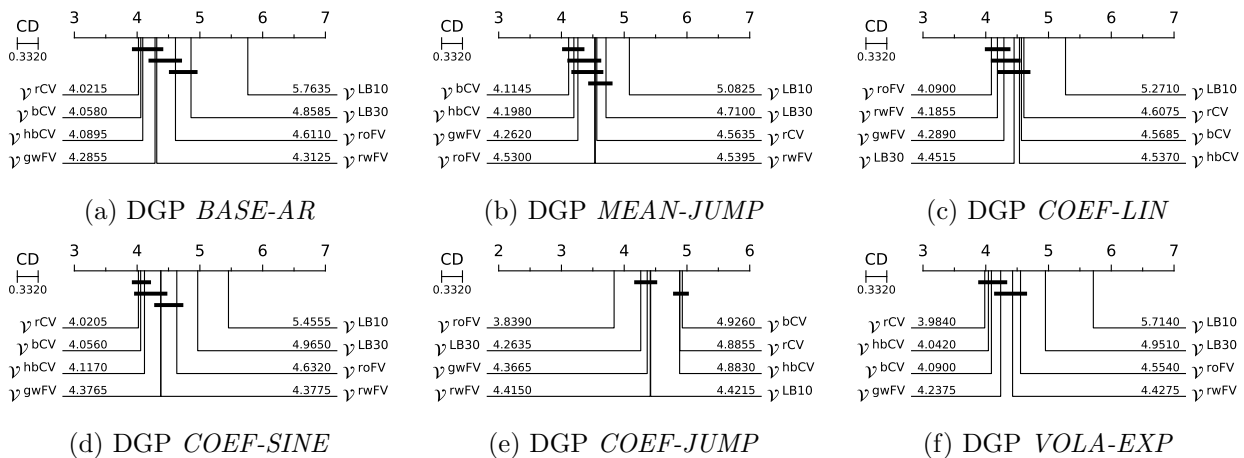 3 4 5 6 7
CD
0.3320
𝒱 rCV 4.0215 5.7635 𝒱 LB10
𝒱 bCV 4.0580 4.8585 𝒱 LB30
𝒱 hbCV 4.0895 4.6110 𝒱 roFV
𝒱 gwFV 4.2855 4.3125 𝒱 rwFV
(a) DGP BASE-AR
3 4 5 6 7
CD
0.3320
𝒱 bCV 4.1145 5.0825 𝒱 LB10
𝒱 hbCV 4.1980 4.7100 𝒱 LB30
𝒱 gwFV 4.2620 4.5635 𝒱 rCV
𝒱 roFV 4.5300 4.5395 𝒱 rwFV
(b) DGP MEAN-JUMP
3 4 5 6 7
CD
0.3320
𝒱 roFV 4.0900 5.2710 𝒱 LB10
𝒱 rwFV 4.1855 4.6075 𝒱 rCV
𝒱 gwFV 4.2890 4.5685 𝒱 bCV
𝒱 LB30 4.4515 4.5370 𝒱 hbCV
(c) DGP COEF-LIN
3 4 5 6 7
CD
0.3320
𝒱 rCV 4.0205 5.4555 𝒱 LB10
𝒱 bCV 4.0560 4.9650 𝒱 LB30
𝒱 hbCV 4.1170 4.6320 𝒱 roFV
𝒱 gwFV 4.3765 4.3775 𝒱 rwFV
(d) DGP COEF-SINE
2 3 4 5 6
CD
0.3320
𝒱 roFV 3.8390 4.9260 𝒱 bCV
𝒱 LB30 4.2635 4.8855 𝒱 rCV
𝒱 gwFV 4.3665 4.8830 𝒱 hbCV
𝒱 rwFV 4.4150 4.4215 𝒱 LB10
(e) DGP COEF-JUMP
3 4 5 6 7
CD
0.3320
𝒱 rCV 3.9840 5.7140 𝒱 LB10
𝒱 hbCV 4.0420 4.9510 𝒱 LB30
𝒱 bCV 4.0900 4.5540 𝒱 roFV
𝒱 gwFV 4.2375 4.4275 𝒱 rwFV
(f) DGP VOLA-EXP